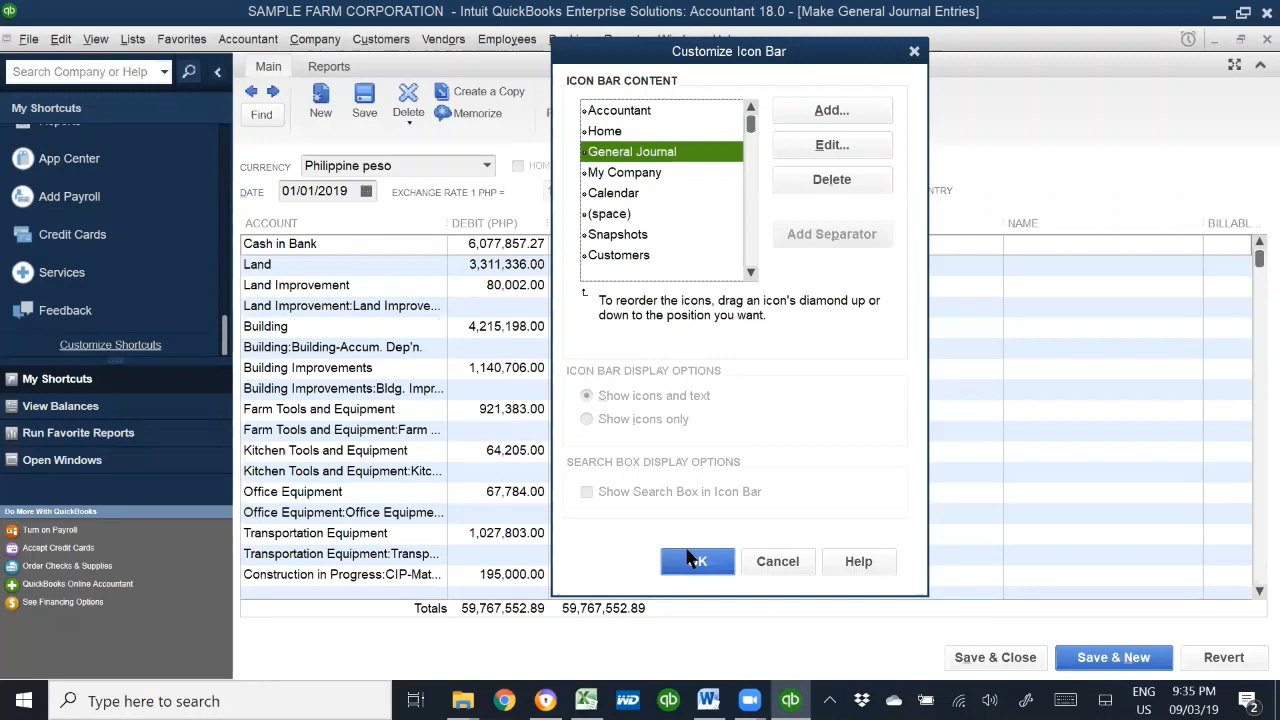 SAMPLE FARM CORPORATION - Intuit QuickBooks Enterprise Solutions: Accountant 18.0 - [Make General Journal Entries]
File Edit View Lists Favorites Accountant Company Customers Vendors Employees
Customize Icon Bar
Search Company or Help
Main Reports
My Shortcuts
Find
New
Save
Delete
Create a Copy
Memorize
App Center
Add Payroll
Credit Cards
Services
Feedback
Customize Shortcuts
My Shortcuts
View Balances
Run Favorite Reports
Open Windows
Do More With QuickBooks
Turn on Payroll
Accept Credit Cards
Order Checks & Supplies
QuickBooks Online Accountant
See Financing Options
CURRENCY Philippine peso HOM
DATE 01/01/2019 EXCHANGE RATE 1 PHP =
ACCOUNT DEBIT (PHP) NAME BILLABL...
Cash in Bank 6,077,857.27
Land 3,311,336.00
Land Improvement 80,002.00
Land Improvement:Land Improve...
Building 4,215,198.00
Building:Building-Accum. Dep'n.
Building Improvements 1,140,706.00
Building Improvements:Bldg. Impr...
Farm Tools and Equipment 921,383.00
Farm Tools and Equipment:Farm ...
Kitchen Tools and Equipment 64,205.00
Kitchen Tools and Equipment:Kitc...
Office Equipment 67,784.00
Office Equipment:Office Equipme...
Transportation Equipment 1,027,803.00
Transportation Equipment:Transp...
Construction in Progress:CIP-Mat... 195,000.00
Totals 59,767,552.89 59,767,552.89
ICON BAR CONTENT
Accountant
Home
General Journal
My Company
Calendar
(space)
Snapshots
Customers
Add...
Edit...
Delete
Add Separator
To reorder the icons, drag an icon's diamond up or
down to the position you want.
ICON BAR DISPLAY OPTIONS
Show icons and text
Show icons only
SEARCH BOX DISPLAY OPTIONS
Show Search Box in Icon Bar
Cancel Help
Save & Close Save & New Revert
Type here to search
ENG
US
9:35 PM
09/03/19
2